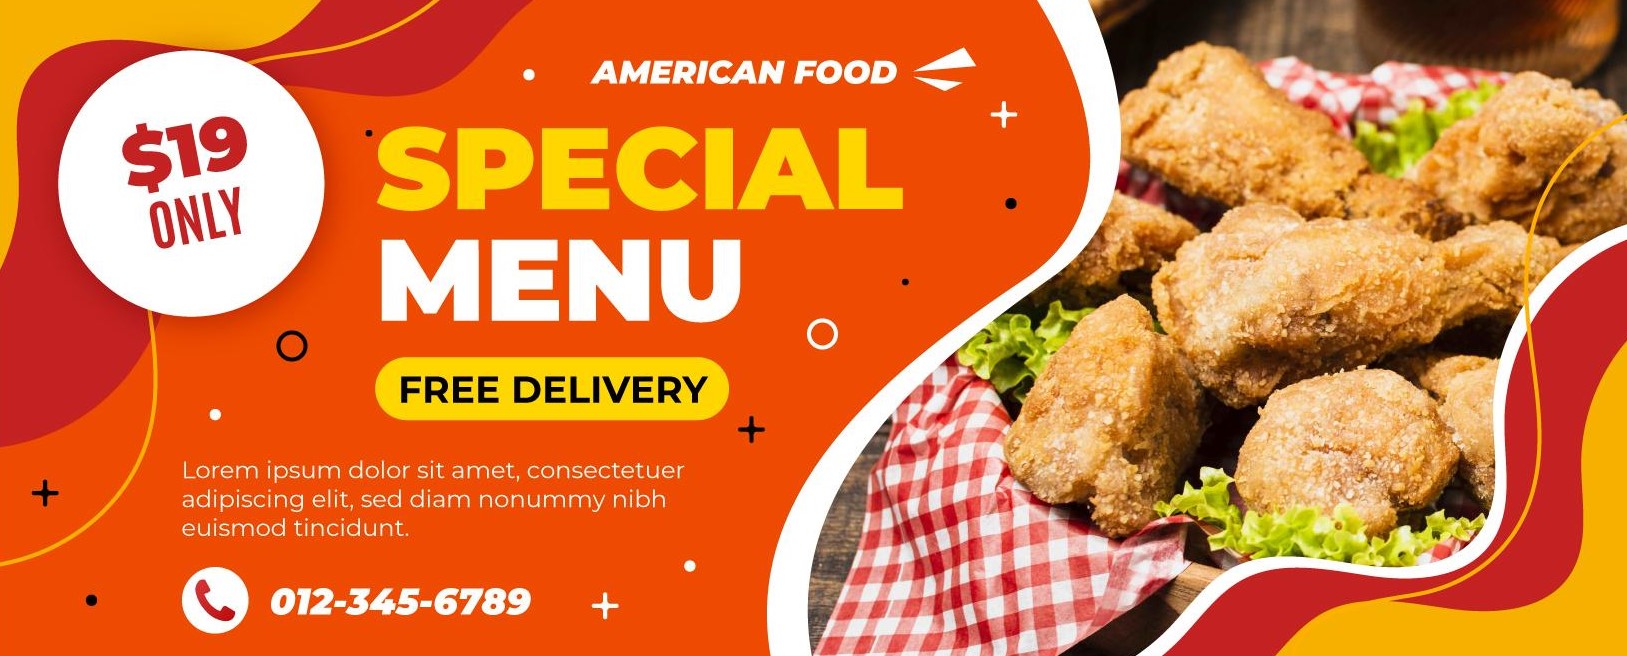 $19
ONLY
AMERICAN FOOD
SPECIAL
MENU
FREE DELIVERY
Lorem ipsum dolor sit amet, consectetuer
adipiscing elit, sed diam nonummy nibh
euismod tincidunt.
012-345-6789